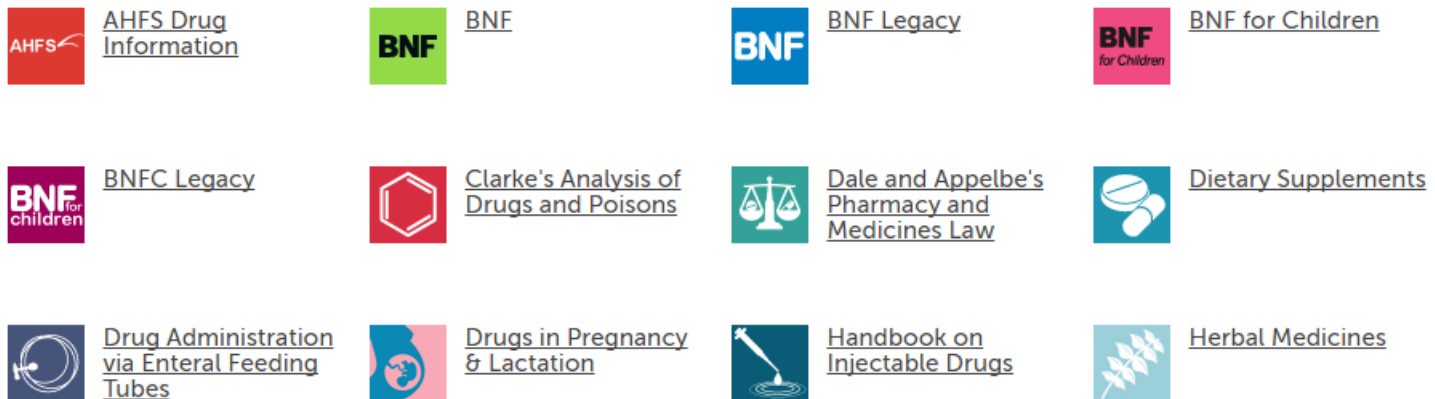 AHFS
AHFS Drug
Information
BNF
BNF
BNF
BNF Legacy
BNF
for Children
BNF for Children
BNF for
children
BNFC Legacy
Clarke's Analysis of
Drugs and Poisons
Dale and Appelbe's
Pharmacy and
Medicines Law
Dietary Supplements
Drug Administration
via Enteral Feeding
Tubes
Drugs in Pregnancy
& Lactation
Handbook on
Injectable Drugs
Herbal Medicines